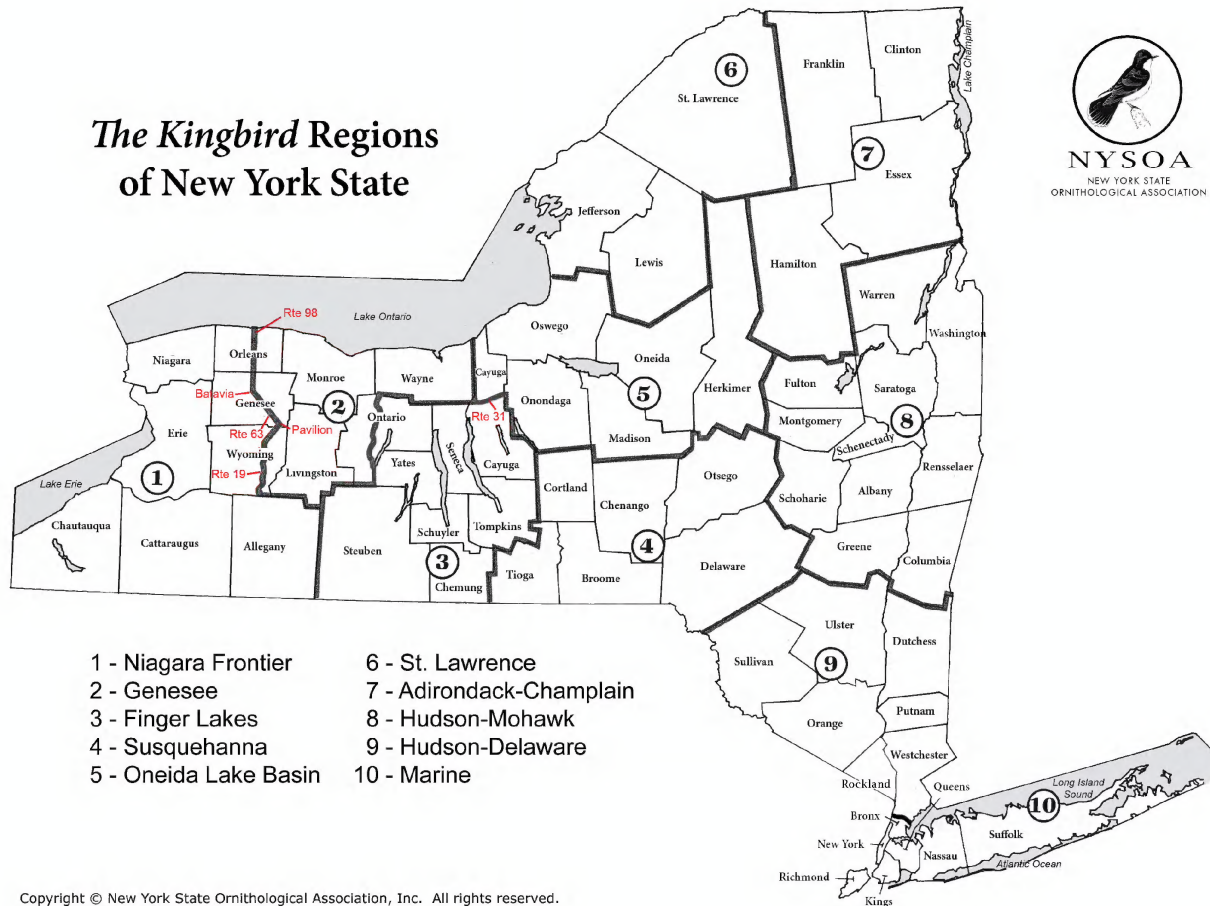 The Kingbird Regions
of New York State
NYSOA
NEW YORK STATE
ORNITHOLOGICAL ASSOCIATION
6
St. Lawrence
Franklin
Clinton
Lake Champlain
7
Essex
Jefferson
Lewis
Hamilton
Warren
Washington
Lake Ontario
Rte 98
Oswego
Oneida
Herkimer
Niagara
Orleans
Monroe
Wayne
Cayuga
Fulton
Saratoga
Batavia
Genesee
2
Ontario
Rte 31
Onondaga
5
Madison
Montgomery
8
Schenectady
Erie
Rte 63
Pavilion
Wyoming
Rte 19
Livingston
Yates
Seneca
Cayuga
Otsego
Rensselaer
Lake Erie
1
Cortland
Chenango
Schoharie
Albany
Chautauqua
Cattaraugus
Allegany
Steuben
Schuyler
Tompkins
3
Chemung
Tioga
Broome
4
Delaware
Greene
Columbia
Ulster
Dutchess
Sullivan
9
Orange
Putnam
Westchester
Rockland
Queens
Long Island
Sound
10
Bronx
Suffolk
New York
Nassau
Atlantic Ocean
Richmond
Kings
1 - Niagara Frontier
2 - Genesee
3 - Finger Lakes
4 - Susquehanna
5 - Oneida Lake Basin
6 - St. Lawrence
7 - Adirondack-Champlain
8 - Hudson-Mohawk
9 - Hudson-Delaware
10 - Marine
Copyright © New York State Ornithological Association, Inc. All rights reserved.